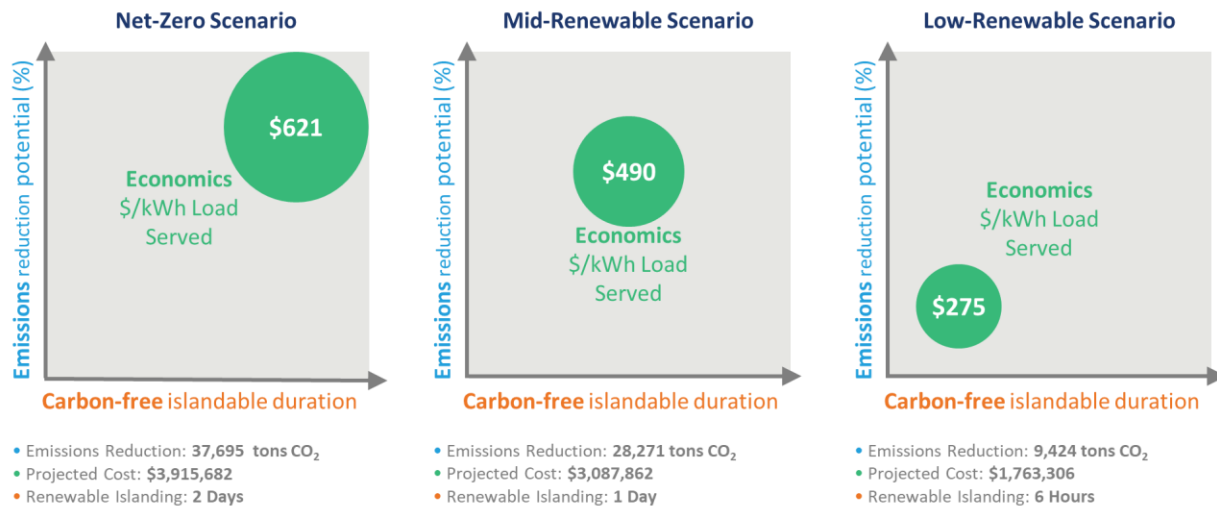 Net-Zero Scenario
Emissions reduction potential (%)
$621
Economics
$/kWh Load
Served
Carbon-free islandable duration
• Emissions Reduction: 37,695 tons CO₂
• Projected Cost: $3,915,682
• Renewable Islanding: 2 Days
Mid-Renewable Scenario
Emissions reduction potential (%)
$490
Economics
$/kWh Load
Served
Carbon-free islandable duration
• Emissions Reduction: 28,271 tons CO₂
• Projected Cost: $3,087,862
• Renewable Islanding: 1 Day
Low-Renewable Scenario
Emissions reduction potential (%)
Economics
$/kWh Load
Served
$275
Carbon-free islandable duration
• Emissions Reduction: 9,424 tons CO₂
• Projected Cost: $1,763,306
• Renewable Islanding: 6 Hours